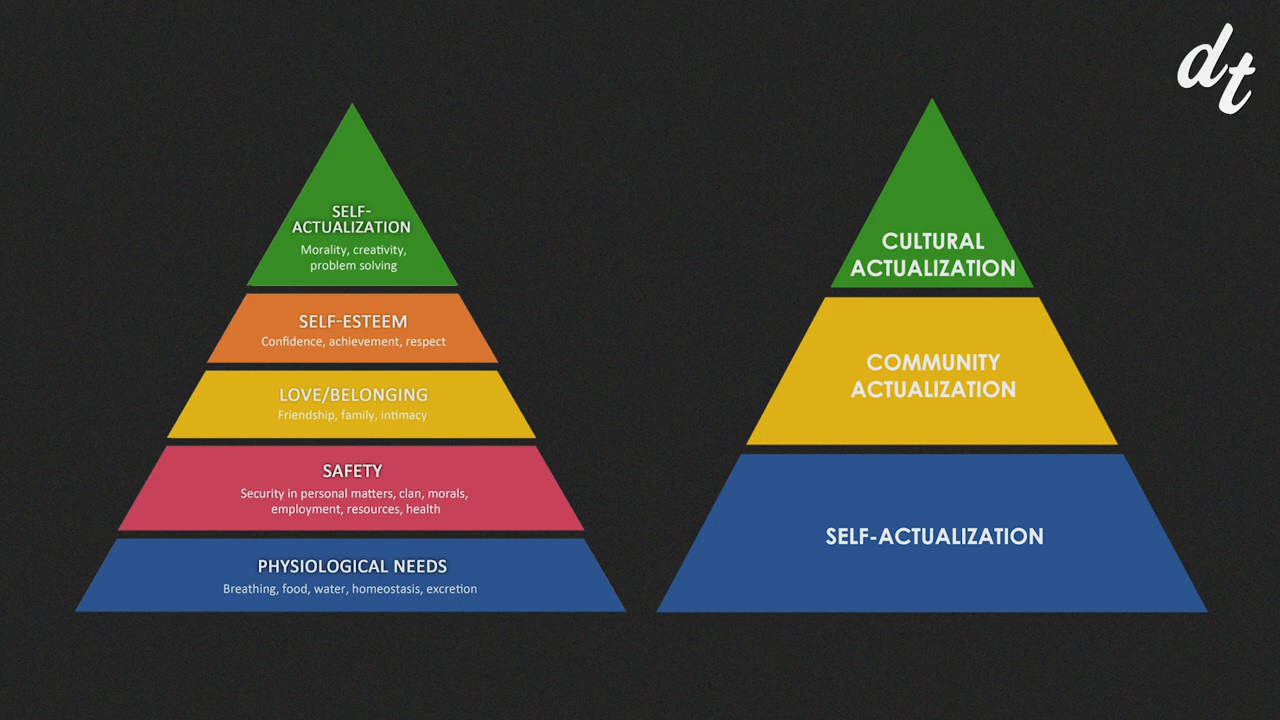 dt
SELF-
ACTUALIZATION
Morality, creativity,
problem solving
SELF-ESTEEM
Confidence, achievement, respect
LOVE/BELONGING
Friendship, family, intimacy
SAFETY
Security in personal matters, clan, morals,
employment, resources, health
PHYSIOLOGICAL NEEDS
Breathing, food, water, homeostasis, excretion
CULTURAL
ACTUALIZATION
COMMUNITY
ACTUALIZATION
SELF-ACTUALIZATION